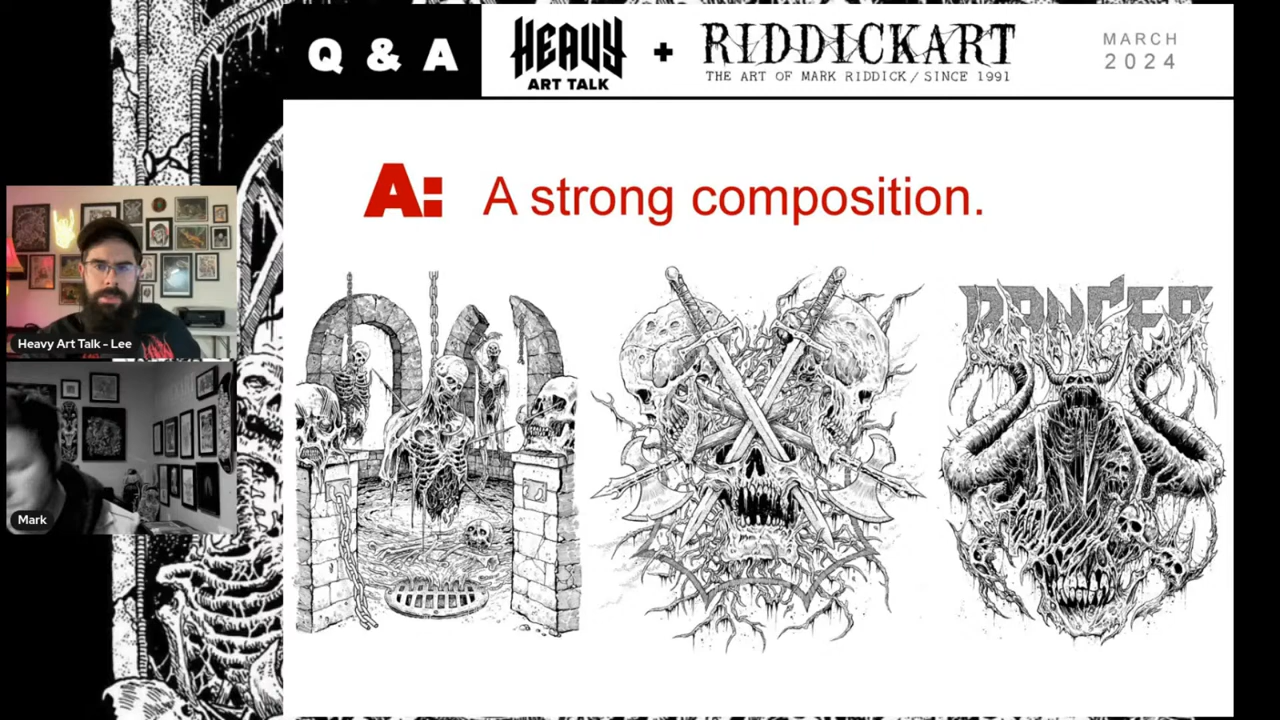 Q & A
HEAVY
ART TALK
+
RIDDICKART
THE ART OF MARK RIDDICK / SINCE 1991
MARCH
2024
A: A strong composition.
Heavy Art Talk - Lee
Mark